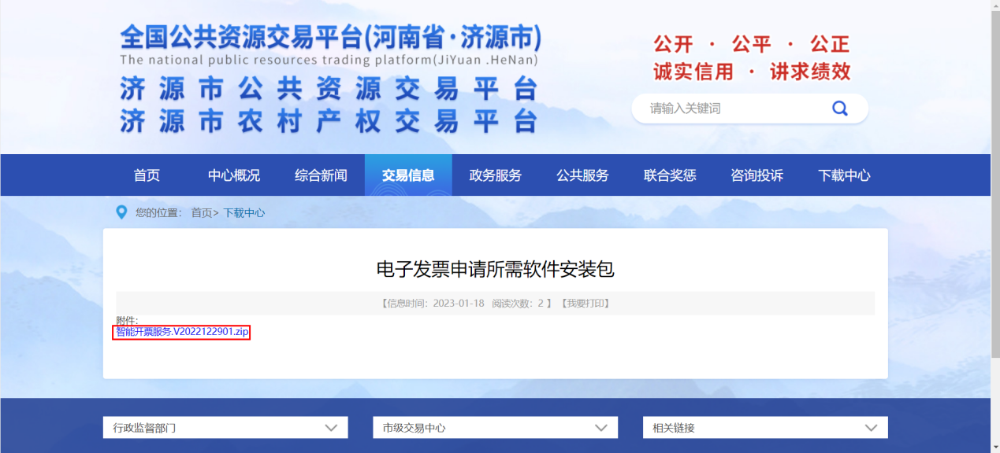 全国公共资源交易平台(河南省·济源市)
The national public resources trading platform(JiYuan .HeNan)
济源市公共资源交易平台
济源市农村产权交易平台
公开 · 公平 · 公正
诚实信用 · 讲求绩效
请输入关键词
首页 中心概况 综合新闻 交易信息 政务服务 公共服务 联合奖惩 咨询投诉 下载中心
您的位置: 首页> 下载中心
电子发票申请所需软件安装包
【信息时间: 2023-01-18 阅读次数: 2 】 【我要打印】
附件:
智能开票服务.V2022122901.zip
行政监督部门 市级交易中心 相关链接